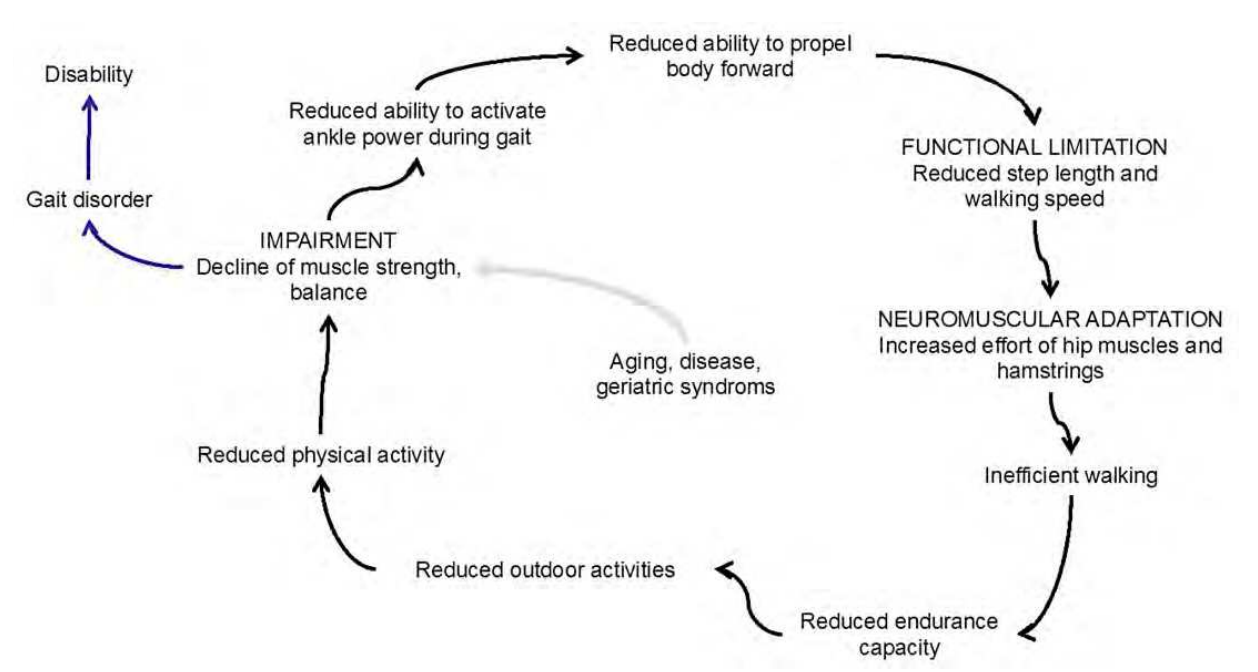 Disability
Reduced ability to propel
body forward
Reduced ability to activate
ankle power during gait
FUNCTIONAL LIMITATION
Reduced step length and
walking speed
Gait disorder
IMPAIRMENT
Decline of muscle strength,
balance
NEUROMUSCULAR ADAPTATION
Increased effort of hip muscles and
hamstrings
Aging, disease,
geriatric syndroms
Reduced physical activity
Inefficient walking
Reduced outdoor activities
Reduced endurance
capacity